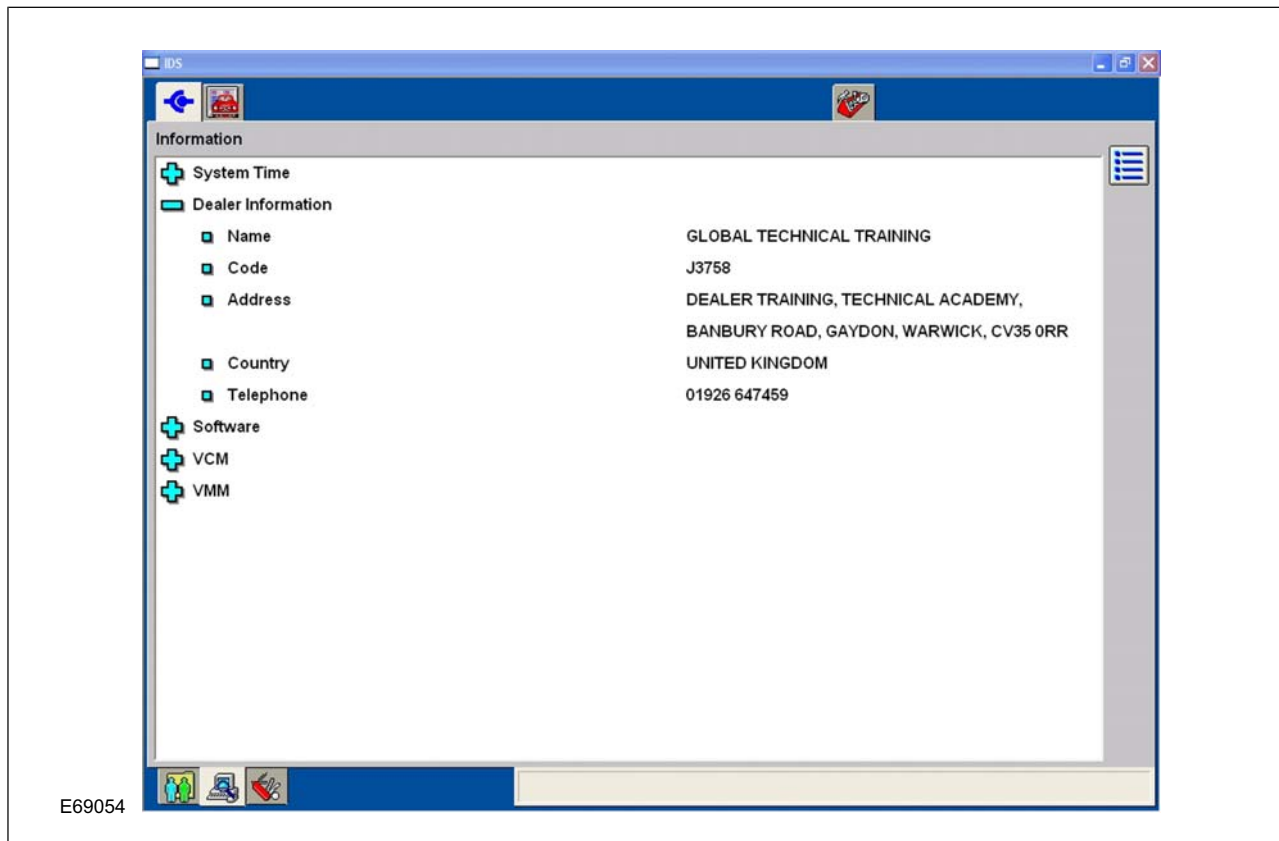 IDS
Information
System Time
Dealer Information
Name GLOBAL TECHNICAL TRAINING
Code J3758
Address DEALER TRAINING, TECHNICAL ACADEMY,
BANBURY ROAD, GAYDON, WARWICK, CV35 0RR
Country UNITED KINGDOM
Telephone 01926 647459
Software
VCM
VMM
E69054